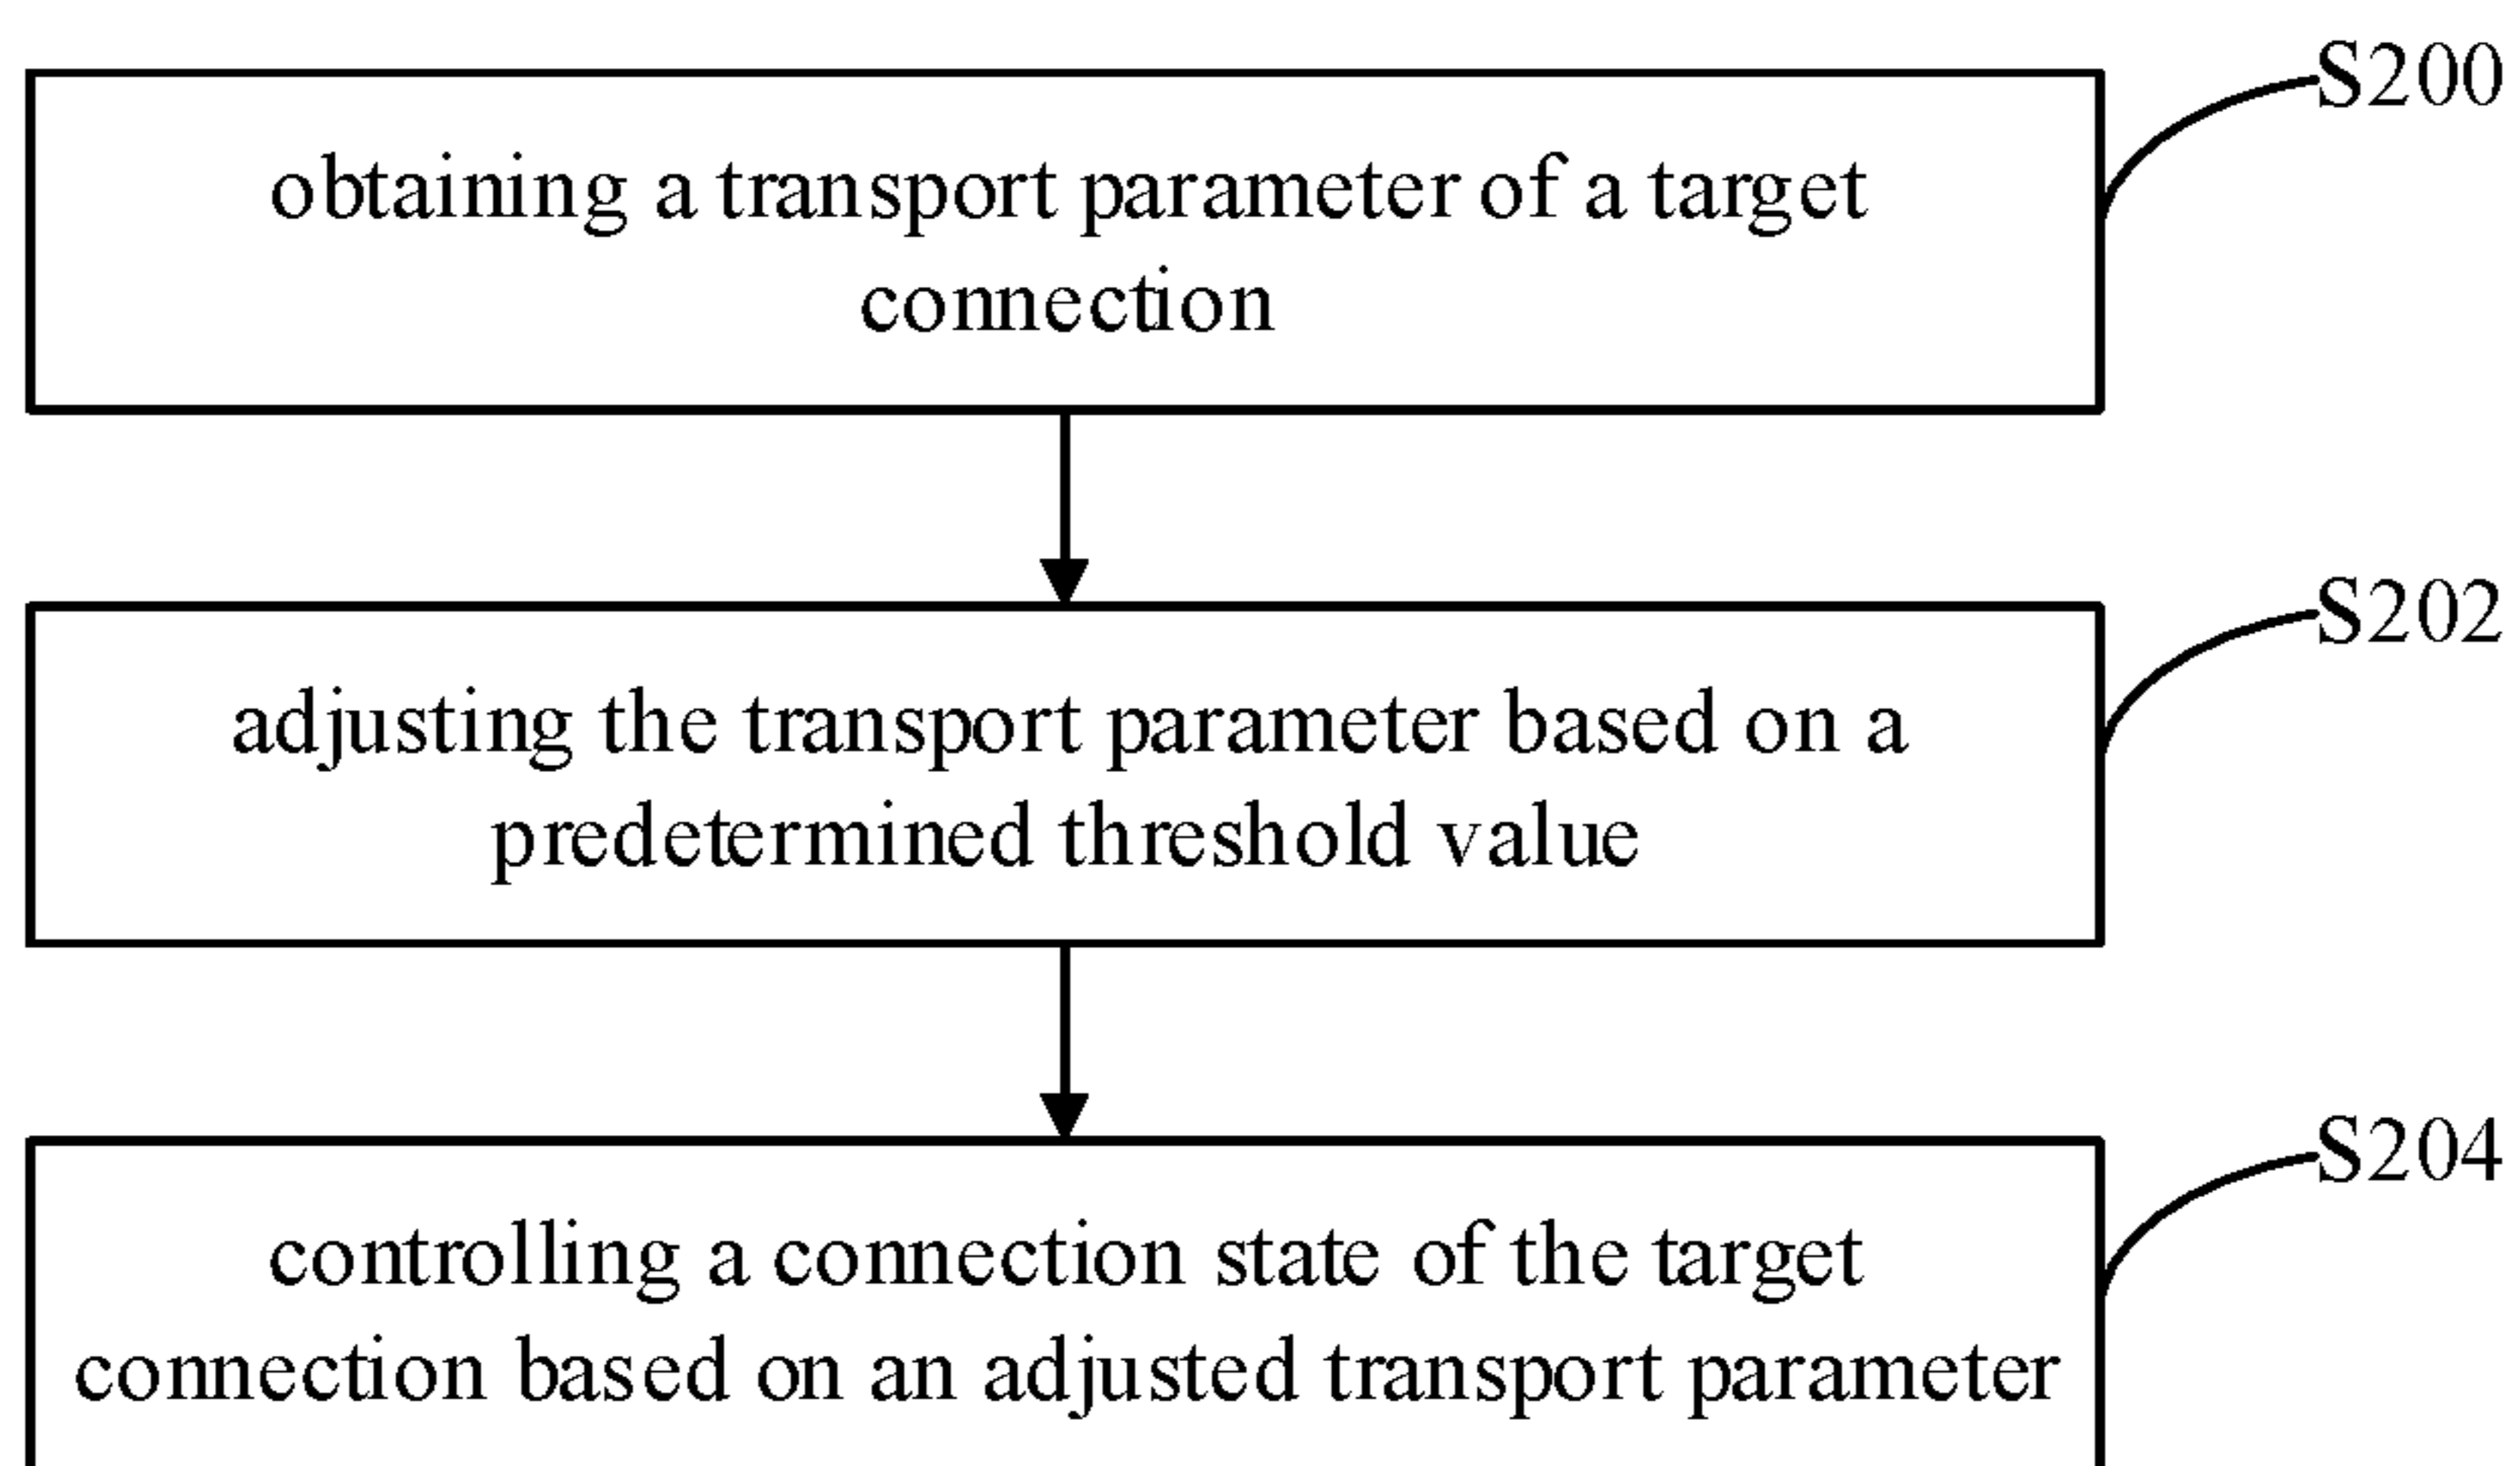 S200
obtaining a transport parameter of a target
connection
S202
adjusting the transport parameter based on a
predetermined threshold value
S204
controlling a connection state of the target
connection based on an adjusted transport parameter